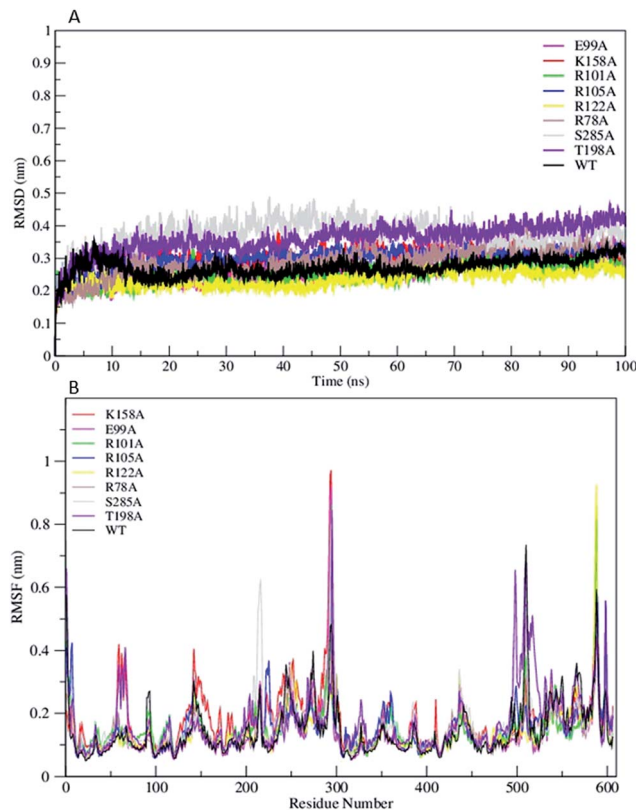 A
1
0.9
0.8
0.7
0.6
0.5
0.4
0.3
0.2
0.1
0
RMSD (nm)
E99A
K158A
R101A
R105A
R122A
R78A
S285A
T198A
WT
0 10 20 30 40 50 60 70 80 90 100
Time (ns)
B
1
0.8
0.6
0.4
0.2
0
RMSF (nm)
K158A
E99A
R101A
R105A
R122A
R78A
S285A
T198A
WT
0 100 200 300 400 500 600
Residue Number